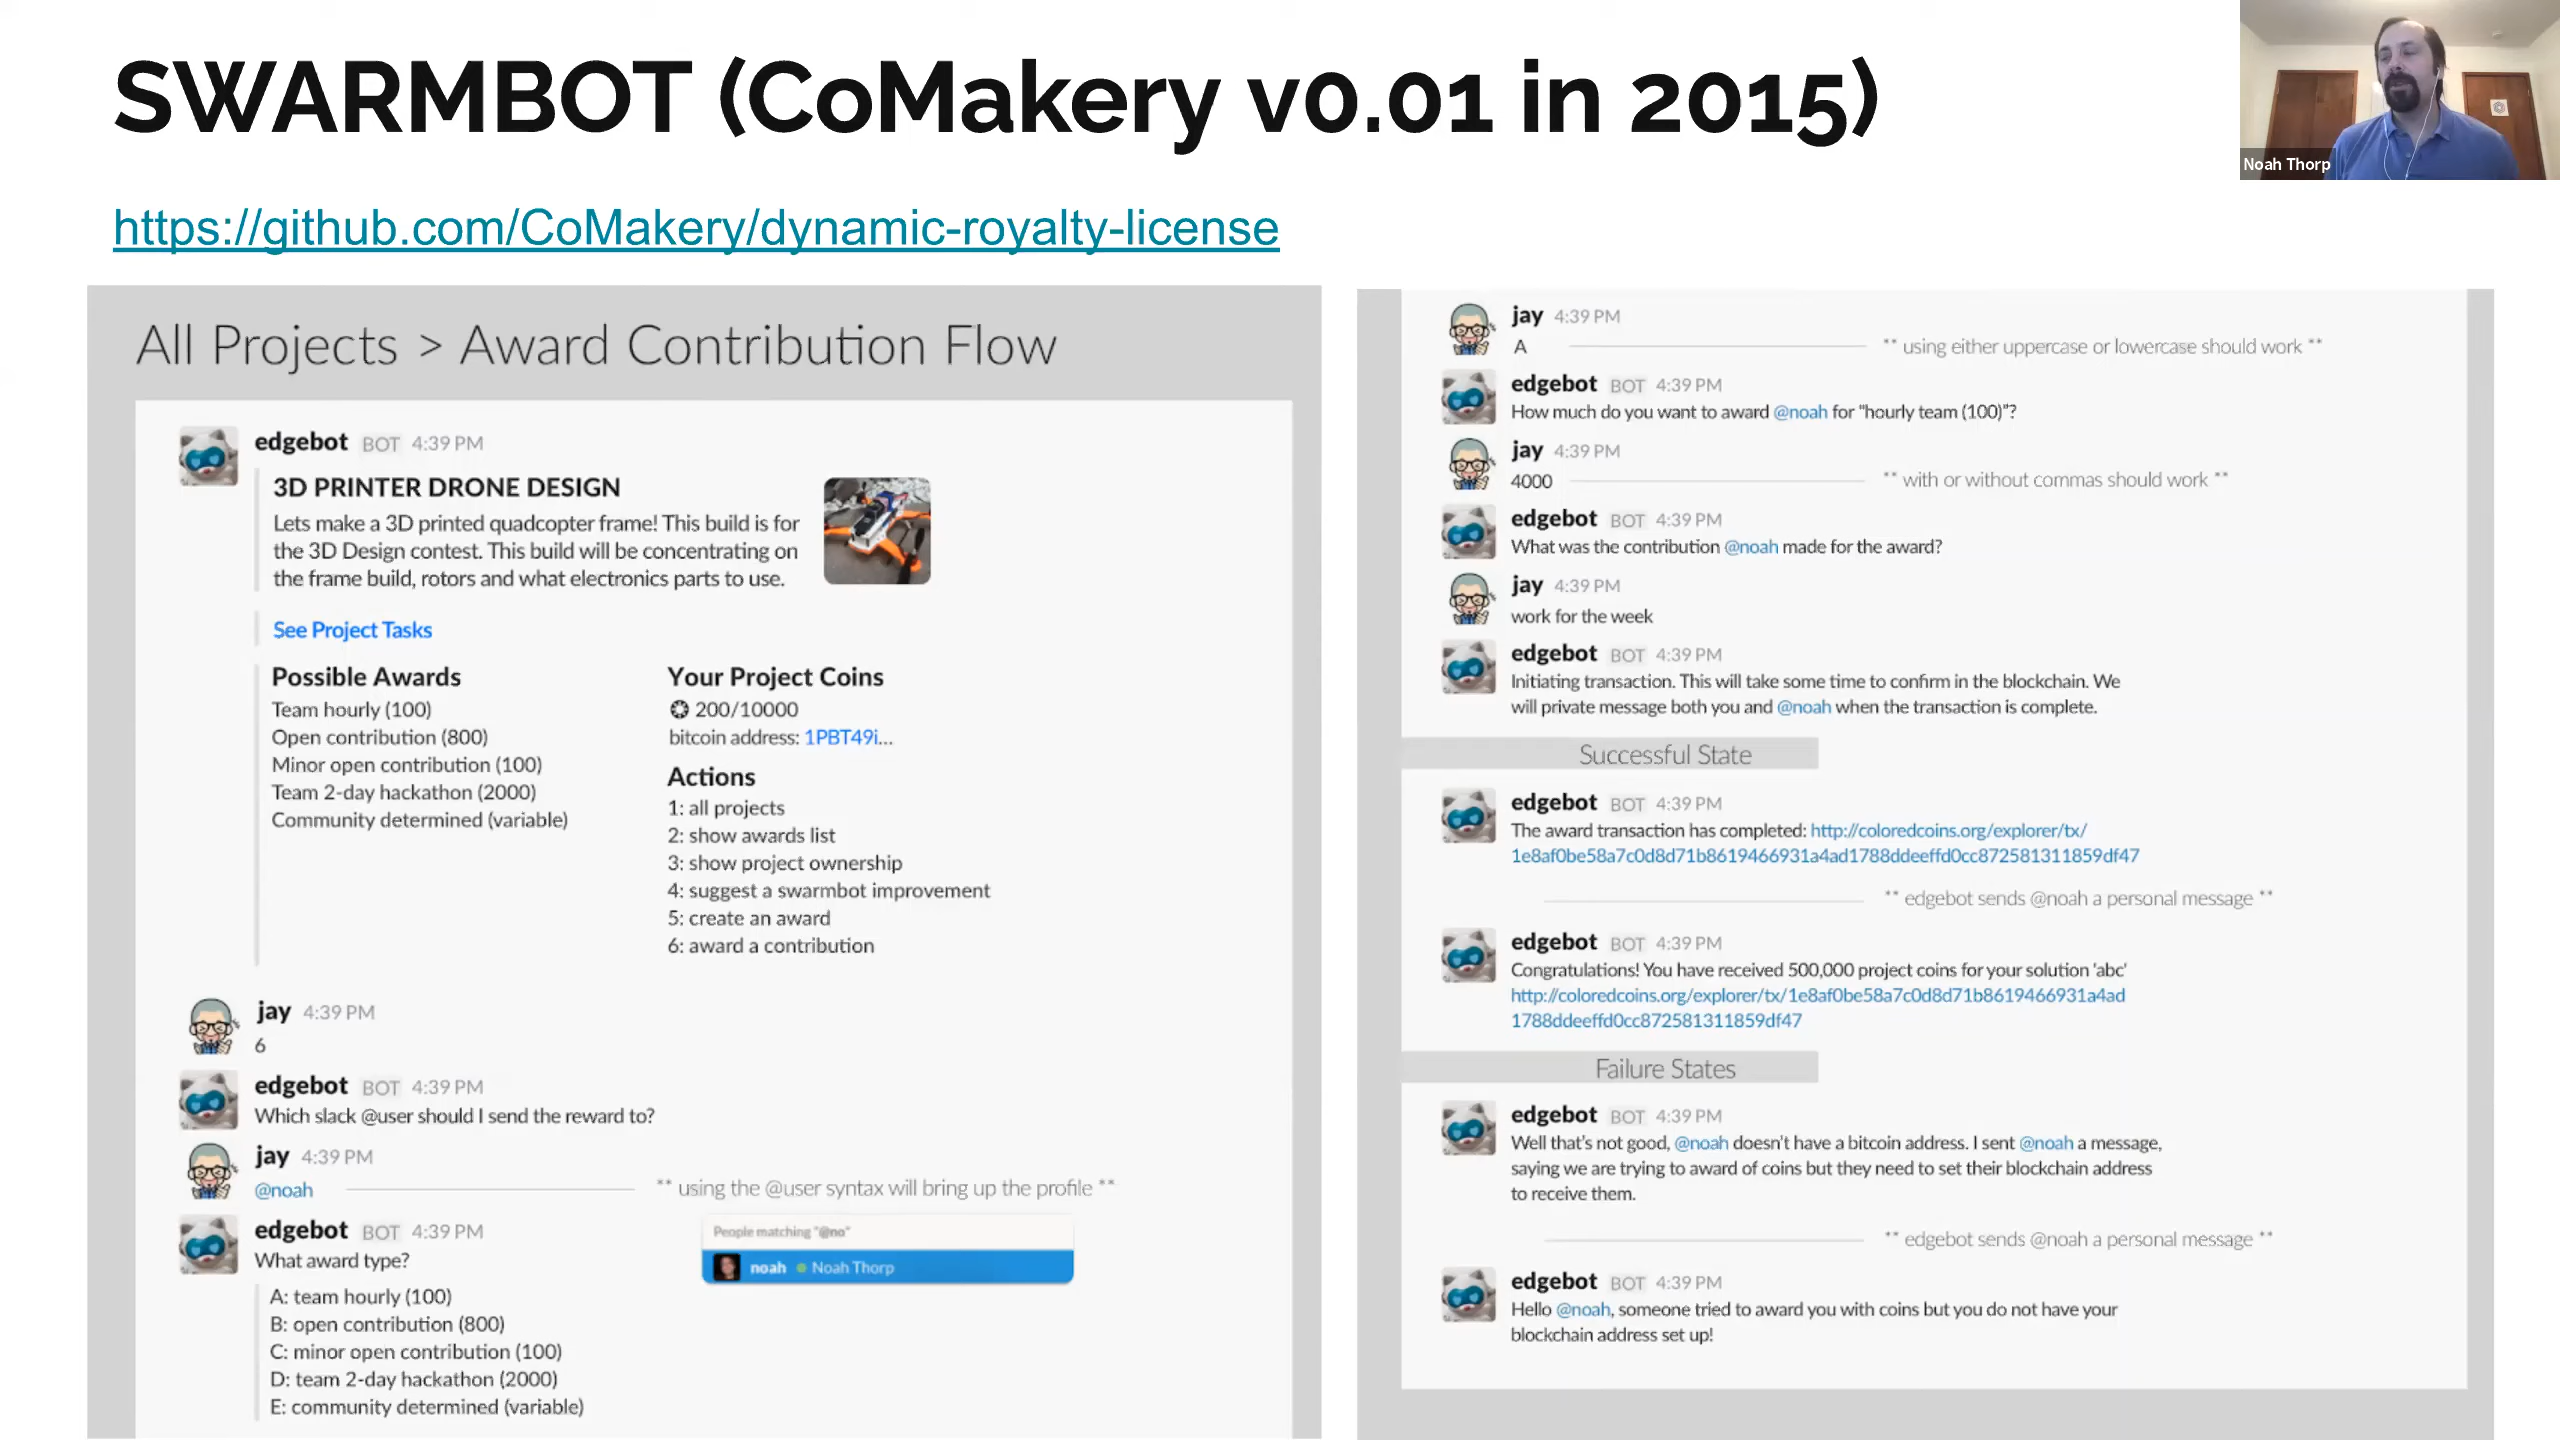 SWARMBOT (CoMakery v0.01 in 2015)
https://github.com/CoMakery/dynamic-royalty-license
Noah Thorp
All Projects > Award Contribution Flow
edgebot BOT 4:39 PM
3D PRINTER DRONE DESIGN
Lets make a 3D printed quadcopter frame! This build is for
the 3D Design contest. This build will be concentrating on
the frame build, rotors and what electronics parts to use.
See Project Tasks
Possible Awards
Team hourly (100)
Open contribution (800)
Minor open contribution (100)
Team 2-day hackathon (2000)
Community determined (variable)
Your Project Coins
200/10000
bitcoin address: 1PBT49i...
Actions
1: all projects
2: show awards list
3: show project ownership
4: suggest a swarmbot improvement
5: create an award
6: award a contribution
jay 4:39 PM
6
edgebot BOT 4:39 PM
Which slack @user should I send the reward to?
jay 4:39 PM
@noah
** using the @user syntax will bring up the profile **
People matching "@no"
noah Noah Thorp
edgebot BOT 4:39 PM
What award type?
A: team hourly (100)
B: open contribution (800)
C: minor open contribution (100)
D: team 2-day hackathon (2000)
E: community determined (variable)
jay 4:39 PM
A
** using either uppercase or lowercase should work **
edgebot BOT 4:39 PM
How much do you want to award @noah for "hourly team (100)"?
jay 4:39 PM
4000
** with or without commas should work **
edgebot BOT 4:39 PM
What was the contribution @noah made for the award?
jay 4:39 PM
work for the week
edgebot BOT 4:39 PM
Initiating transaction. This will take some time to confirm in the blockchain. We
will private message both you and @noah when the transaction is complete.
Successful State
edgebot BOT 4:39 PM
The award transaction has completed: http://coloredcoins.org/explorer/tx/
1e8af0be58a7c0d8d71b8619466931a4ad1788ddeeffd0cc872581311859df47
** edgebot sends @noah a personal message **
edgebot BOT 4:39 PM
Congratulations! You have received 500,000 project coins for your solution 'abc'
http://coloredcoins.org/explorer/tx/1e8af0be58a7c0d8d71b8619466931a4ad
1788ddeeffd0cc872581311859df47
Failure States
edgebot BOT 4:39 PM
Well that's not good, @noah doesn't have a bitcoin address. I sent @noah a message,
saying we are trying to award of coins but they need to set their blockchain address
to receive them.
** edgebot sends @noah a personal message **
edgebot BOT 4:39 PM
Hello @noah, someone tried to award you with coins but you do not have your
blockchain address set up!